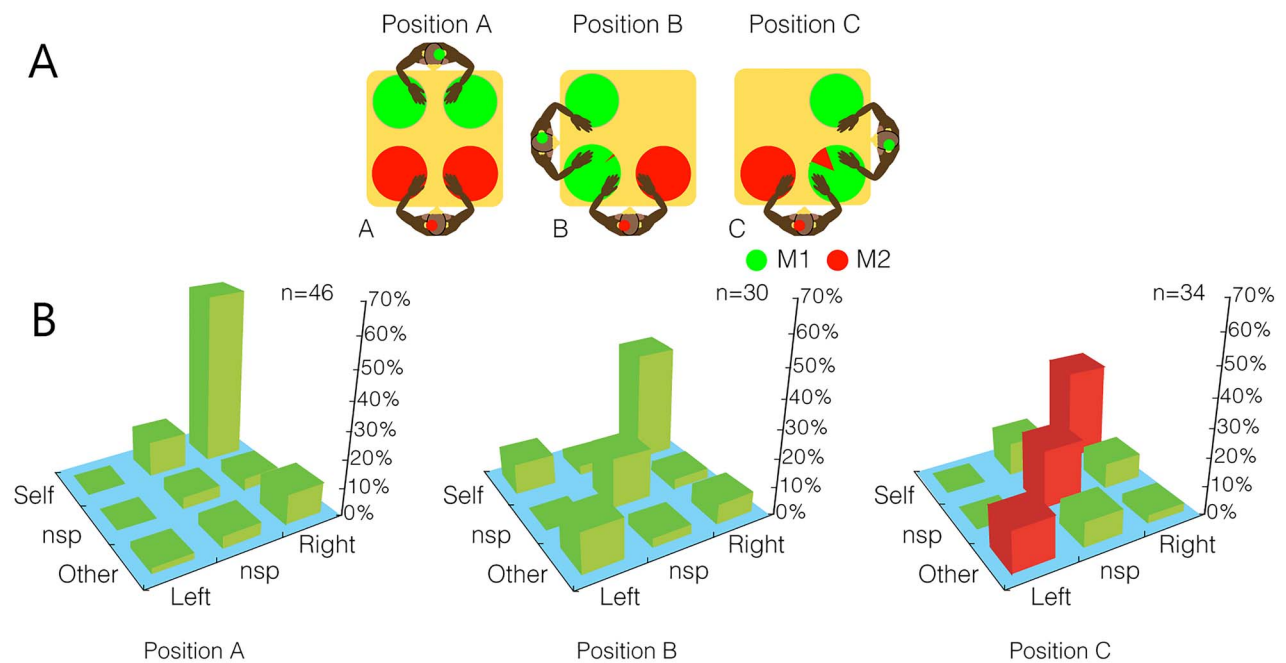 A
Position A
Position B
Position C
A
B
C
M1
M2
B
n=46
70%
60%
50%
40%
30%
20%
10%
0%
Self
nsp
Other
Left
nsp
Right
Position A
n=30
70%
60%
50%
40%
30%
20%
10%
0%
Self
nsp
Other
Left
nsp
Right
Position B
n=34
70%
60%
50%
40%
30%
20%
10%
0%
Self
nsp
Other
Left
nsp
Right
Position C